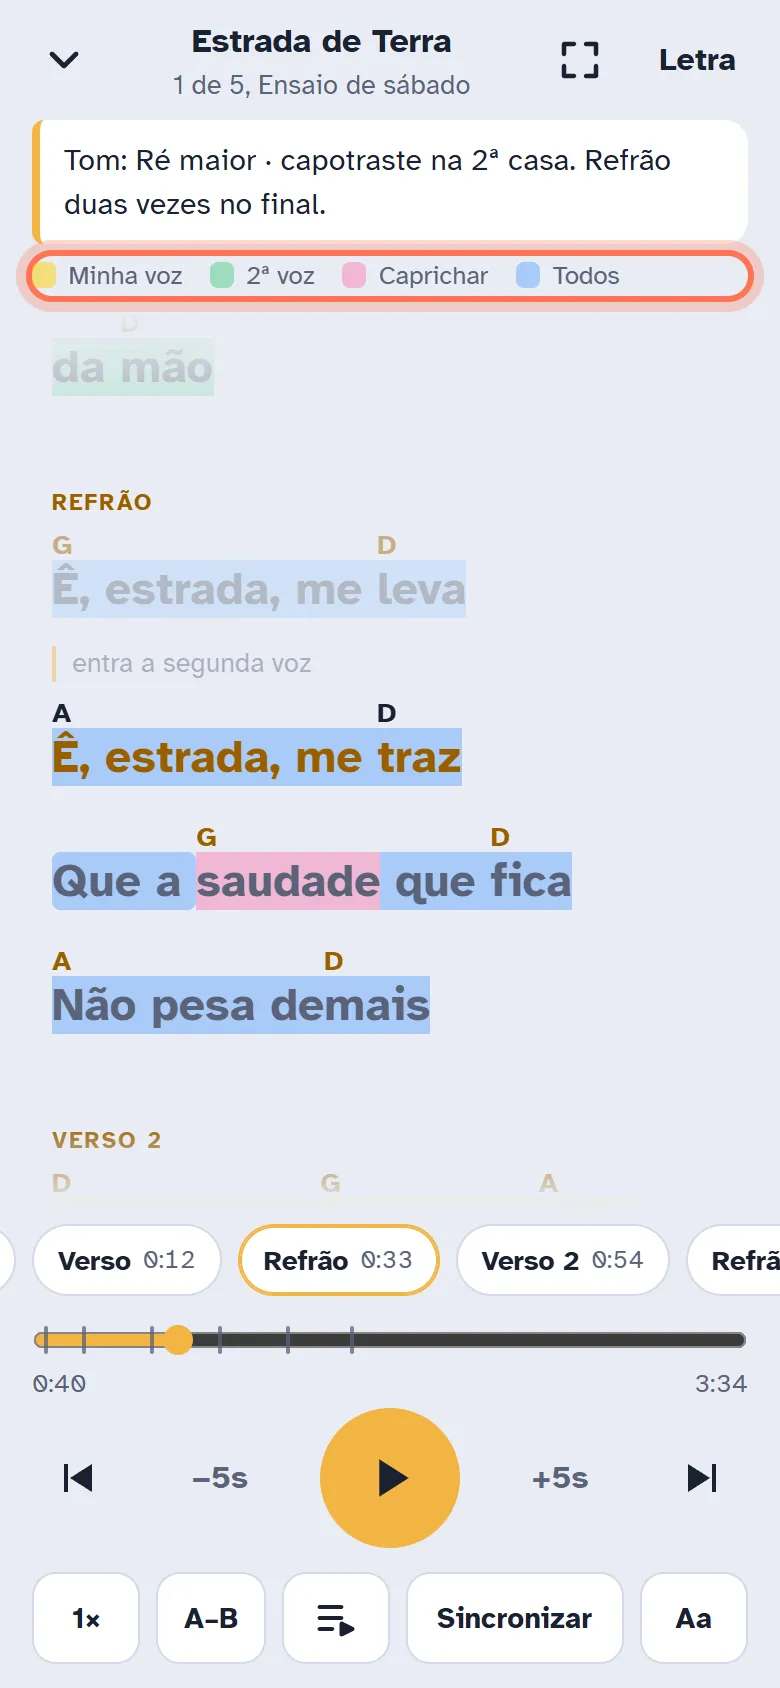 Estrada de Terra
1 de 5, Ensaio de sábado
Letra
Tom: Ré maior · capotraste na 2ª casa. Refrão
duas vezes no final.
Minha voz 2ª voz Caprichar Todos
D
da mão
REFRÃO
G D
Ê, estrada, me leva
entra a segunda voz
A D
Ê, estrada, me traz
G D
Que a saudade que fica
A D
Não pesa demais
VERSO 2
D G A
Verso 0:12 Refrão 0:33 Verso 2 0:54 Refrã
0:40 3:34
–5s +5s
1× A–B Sincronizar Aa